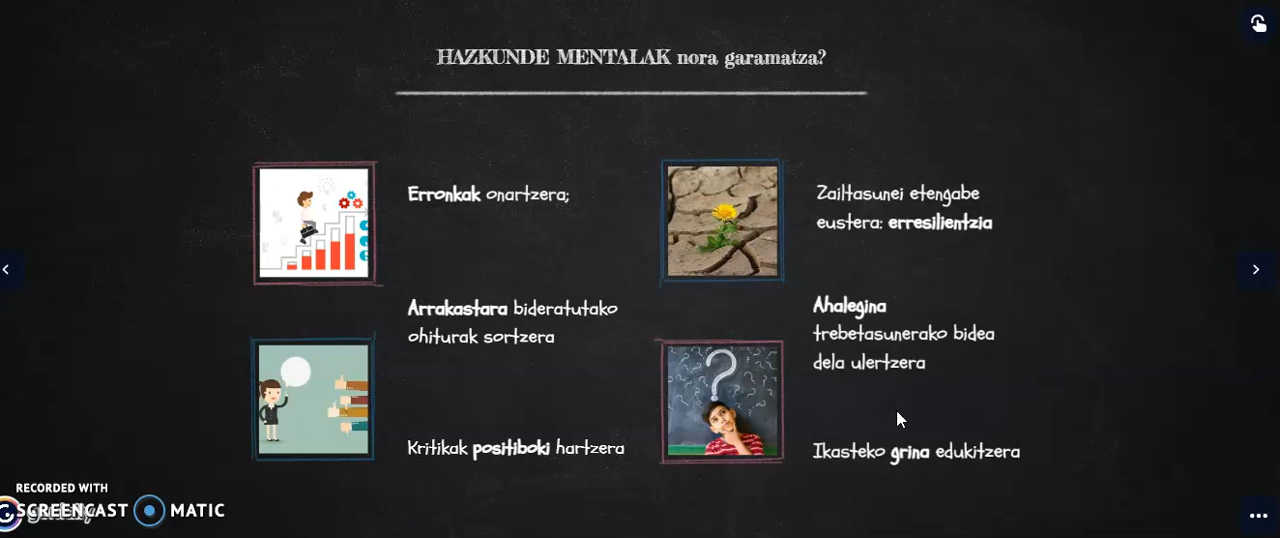 HAZKUNDE MENTALAK nora garamatza?
Erronkak onartzera;
Arrakastara bideratutako
ohiturak sortzera
Kritikak positiboki hartzera
Zailtasunei etengabe
eustera: erresilientzia
Ahalegina
trebetasunerako bidea
dela ulertzera
Ikasteko grina edukitzera
RECORDED WITH
SCREENCAST MATIC